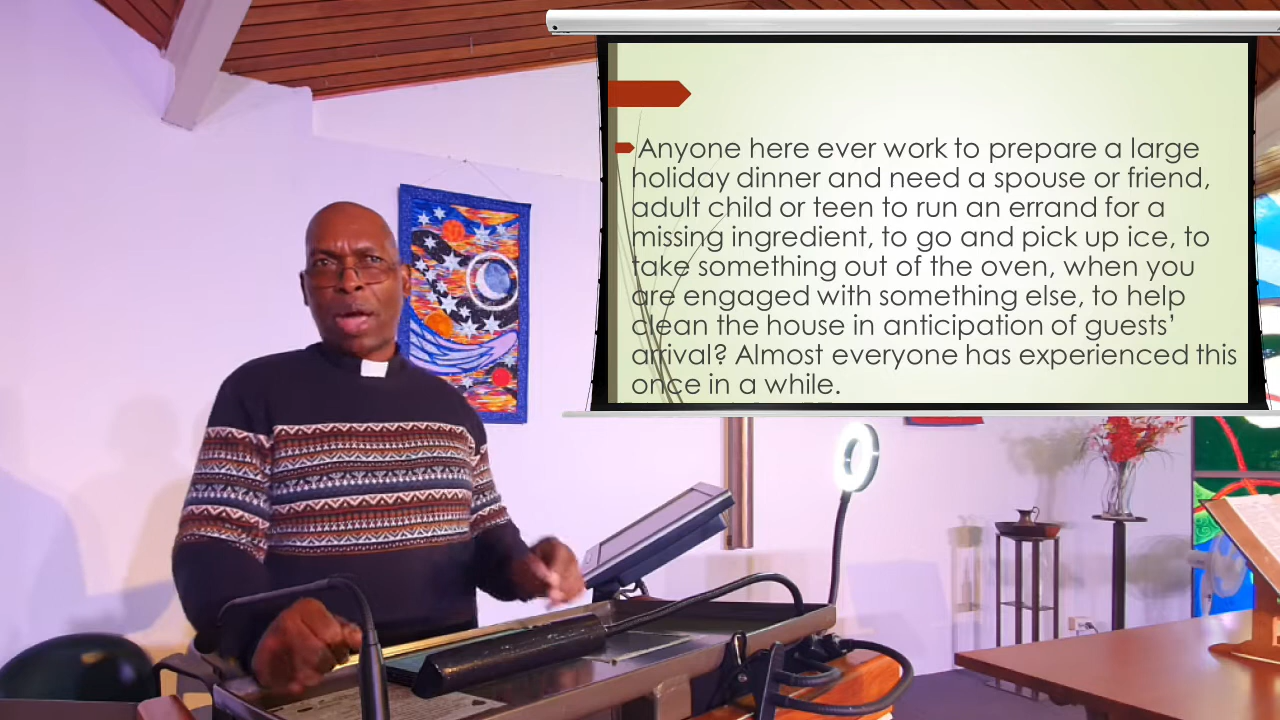 Anyone here ever work to prepare a large
holiday dinner and need a spouse or friend,
adult child or teen to run an errand for a
missing ingredient, to go and pick up ice, to
take something out of the oven, when you
are engaged with something else, to help
clean the house in anticipation of guests’
arrival? Almost everyone has experienced this
once in a while.